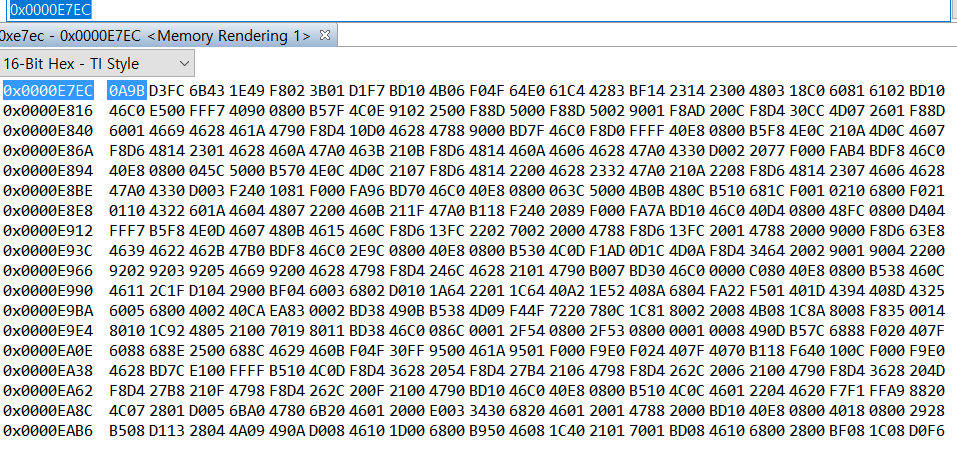 0x0000E7EC
0xe7ec - 0x0000E7EC <Memory Rendering 1>
16-Bit Hex - TI Style
0x0000E7EC 0A9B D3FC 6B43 1E49 F802 3B01 D1F7 BD10 4B06 F04F 64E0 61C4 4283 BF14 2314 2300 4803 18C0 6081 6102 BD10
0x0000E816 46C0 E500 FFF7 4090 0800 B57F 4C0E 9102 2500 F88D 5000 F88D 5002 9001 F8AD 200C F8D4 30CC 4D07 2601 F88D
0x0000E840 6001 4669 4628 461A 4790 F8D4 10D0 4628 4788 9000 BD7F 46C0 F8D0 FFFF 40E8 0800 B5F8 4E0C 210A 4D0C 4607
0x0000E86A F8D6 4814 2301 4628 460A 47A0 463B 210B F8D6 4814 460A 4606 4628 47A0 4330 D002 2077 F000 FAB4 BDF8 46C0
0x0000E894 40E8 0800 045C 5000 B570 4E0C 4D0C 2107 F8D6 4814 2200 4628 2332 47A0 210A 2208 F8D6 4814 2307 4606 4628
0x0000E8BE 47A0 4330 D003 F240 1081 F000 FA96 BD70 46C0 40E8 0800 063C 5000 4B0B 480C B510 681C F001 0210 6800 F021
0x0000E8E8 0110 4322 601A 4604 4807 2200 460B 211F 47A0 B118 F240 2089 F000 FA7A BD10 46C0 40D4 0800 48FC 0800 D404
0x0000E912 FFF7 B5F8 4E0D 4607 480B 4615 460C F8D6 13FC 2202 7002 2000 4788 F8D6 13FC 2001 4788 2000 9000 F8D6 63E8
0x0000E93C 4639 4622 462B 47B0 BDF8 46C0 2E9C 0800 40E8 0800 B530 4C0D F1AD 0D1C 4D0A F8D4 3464 2002 9001 9004 2200
0x0000E966 9202 9203 9205 4669 9200 4628 4798 F8D4 246C 4628 2101 4790 B007 BD30 46C0 0000 C080 40E8 0800 B538 460C
0x0000E990 4611 2C1F D104 2900 BF04 6003 6802 D010 1A64 2201 1C64 40A2 1E52 408A 6804 FA22 F501 401D 4394 408D 4325
0x0000E9BA 6005 6800 4002 40CA EA83 0002 BD38 490B B538 4D09 F44F 7220 780C 1C81 8002 2008 4B08 1C8A 8008 F835 0014
0x0000E9E4 8010 1C92 4805 2100 7019 8011 BD38 46C0 086C 0001 2F54 0800 2F53 0800 0001 0008 490D B57C 6888 F020 407F
0x0000EA0E 6088 688E 2500 688C 4629 460B F04F 30FF 9500 461A 9501 F000 F9E0 F024 407F 4070 B118 F640 100C F000 F9E0
0x0000EA38 4628 BD7C E100 FFFF B510 4C0D F8D4 3628 2054 F8D4 27B4 2106 4798 F8D4 262C 2006 2100 4790 F8D4 3628 204D
0x0000EA62 F8D4 27B8 210F 4798 F8D4 262C 200F 2100 4790 BD10 46C0 40E8 0800 B510 4C0C 4601 2204 4620 F7F1 FFA9 8820
0x0000EA8C 4C07 2801 D005 6BA0 4780 6B20 4601 2000 E003 3430 6820 4601 2001 4788 2000 BD10 40E8 0800 4018 0800 2928
0x0000EAB6 B508 D113 2804 4A09 490A D008 4610 1D00 6800 B950 4608 1C40 2101 7001 BD08 4610 6800 2800 BF08 1C08 D0F6